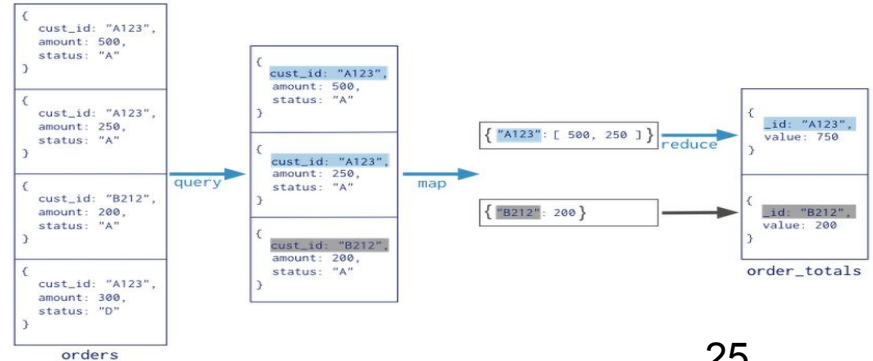 {
cust_id: "A123",
amount: 500,
status: "A"
}
{
cust_id: "A123",
amount: 250,
status: "A"
}
{
cust_id: "B212",
amount: 200,
status: "A"
}
{
cust_id: "A123",
amount: 300,
status: "D"
}
orders
query
{
cust_id: "A123",
amount: 500,
status: "A"
}
{
cust_id: "A123",
amount: 250,
status: "A"
}
{
cust_id: "B212",
amount: 200,
status: "A"
}
map
{ "A123": [ 500, 250 ] }
{ "B212": 200 }
reduce
{
_id: "A123",
value: 750
}
{
_id: "B212",
value: 200
}
order_totals
25